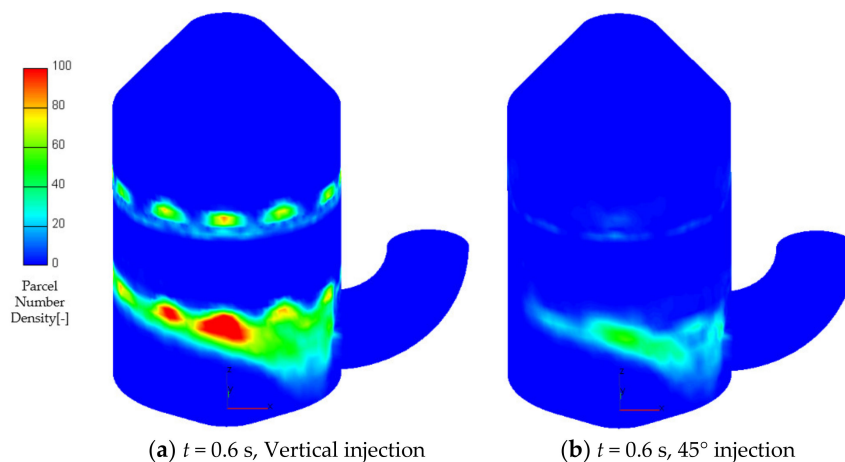 100
80
60
40
20
0
Parcel
Number
Density[-]
z
Y
x
z
Y
x
(a) t = 0.6 s, Vertical injection
(b) t = 0.6 s, 45° injection